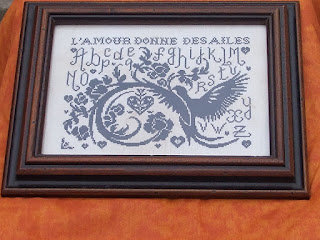 L'AMOUR DONNE DES AILES
A b c d e f g h i j k l M
N o p q r s t u
v w x y Z